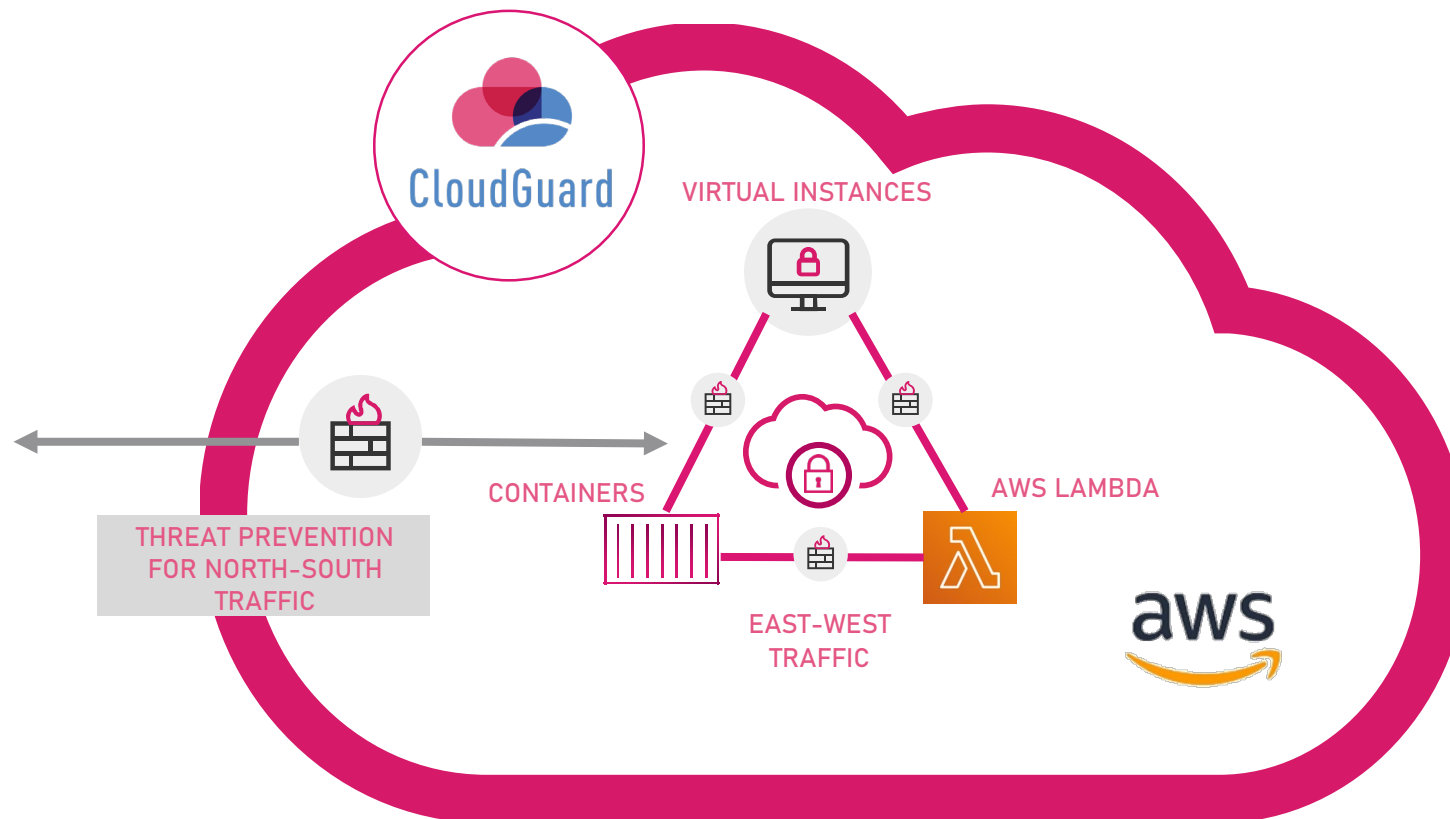 CloudGuard
VIRTUAL INSTANCES
CONTAINERS
AWS LAMBDA
THREAT PREVENTION
FOR NORTH-SOUTH
TRAFFIC
EAST-WEST
TRAFFIC
aws